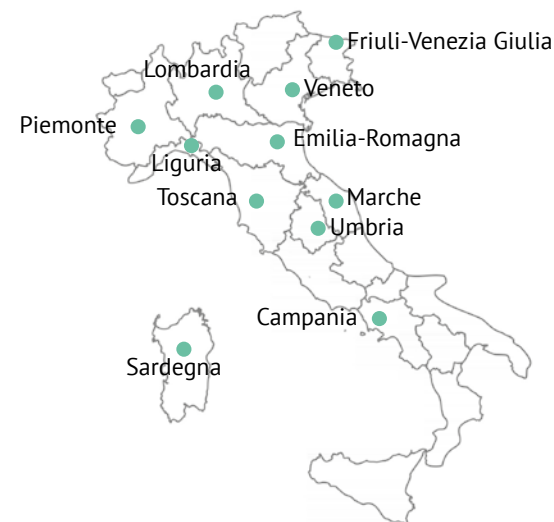 Friuli-Venezia Giulia
Lombardia
Veneto
Piemonte
Emilia-Romagna
Liguria
Toscana
Marche
Umbria
Campania
Sardegna